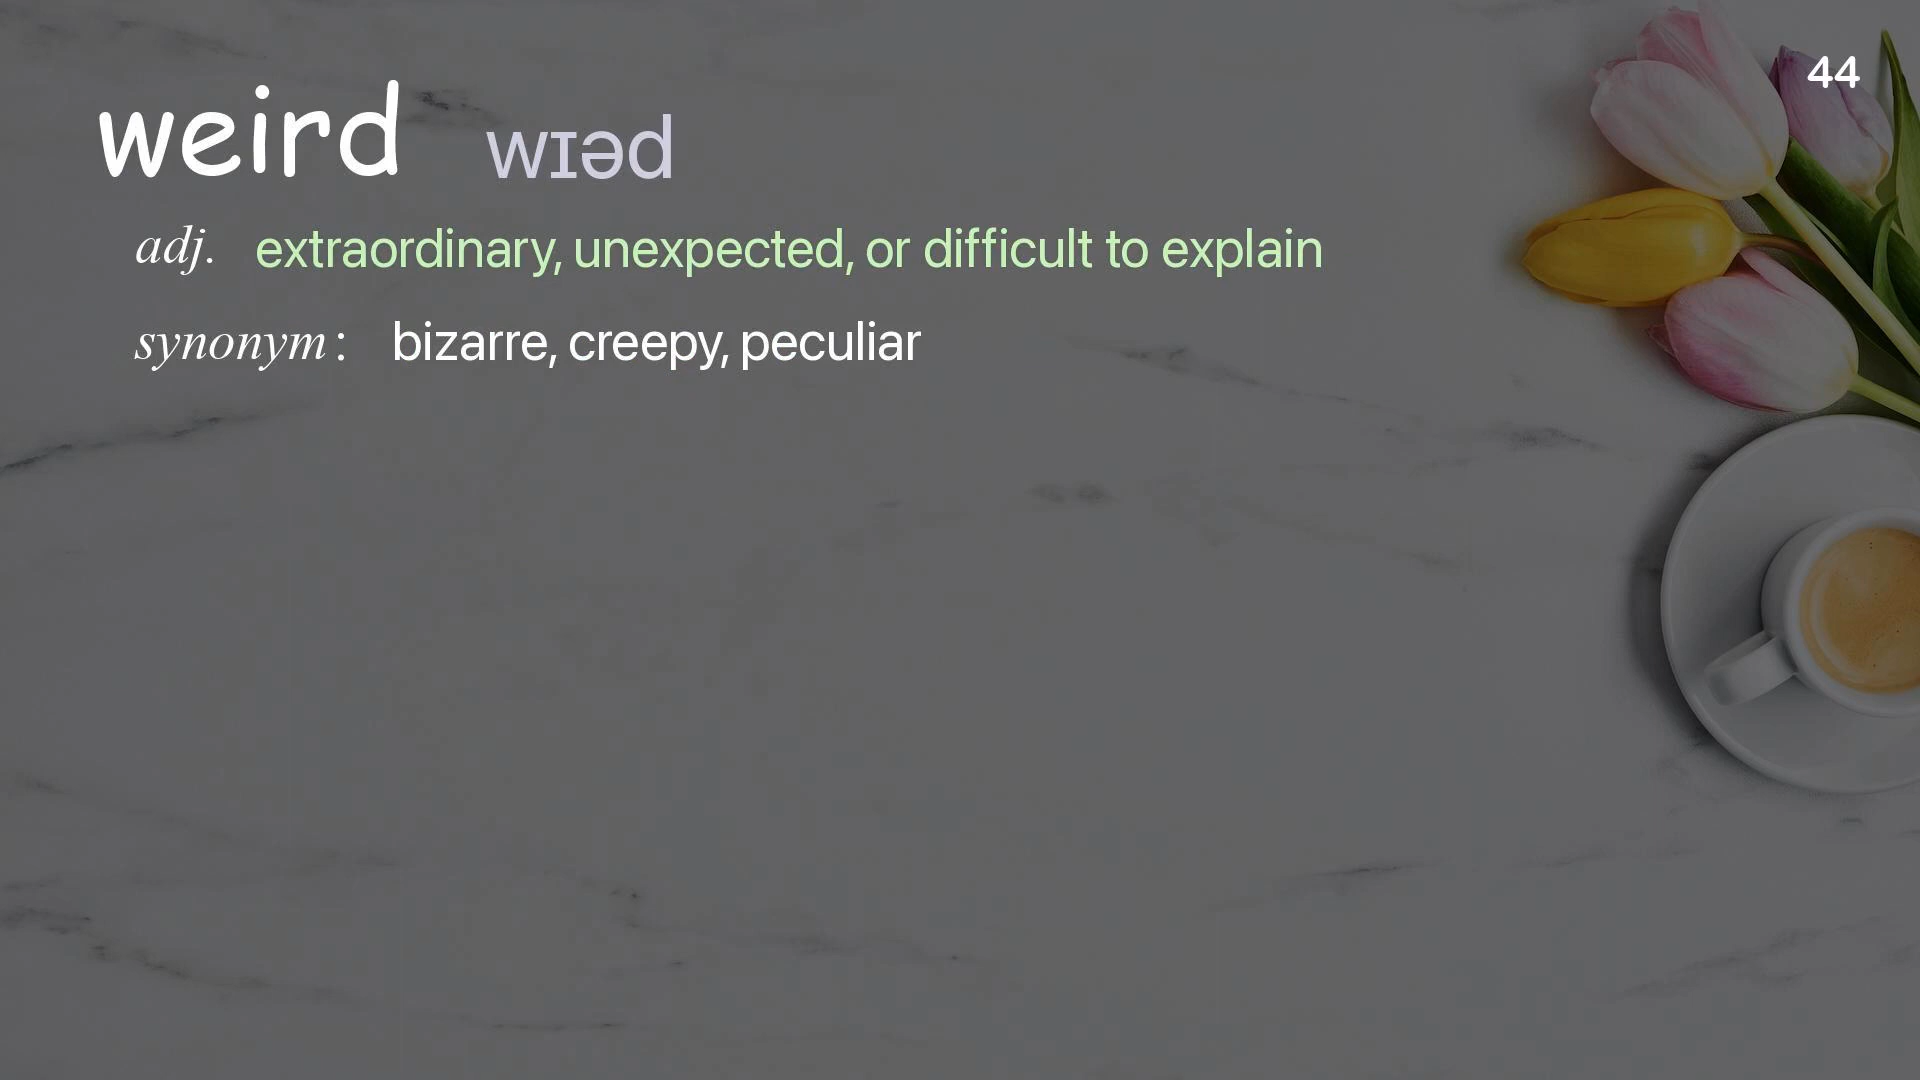 44
weird wɪəd
adj. extraordinary, unexpected, or difficult to explain
synonym: bizarre, creepy, peculiar